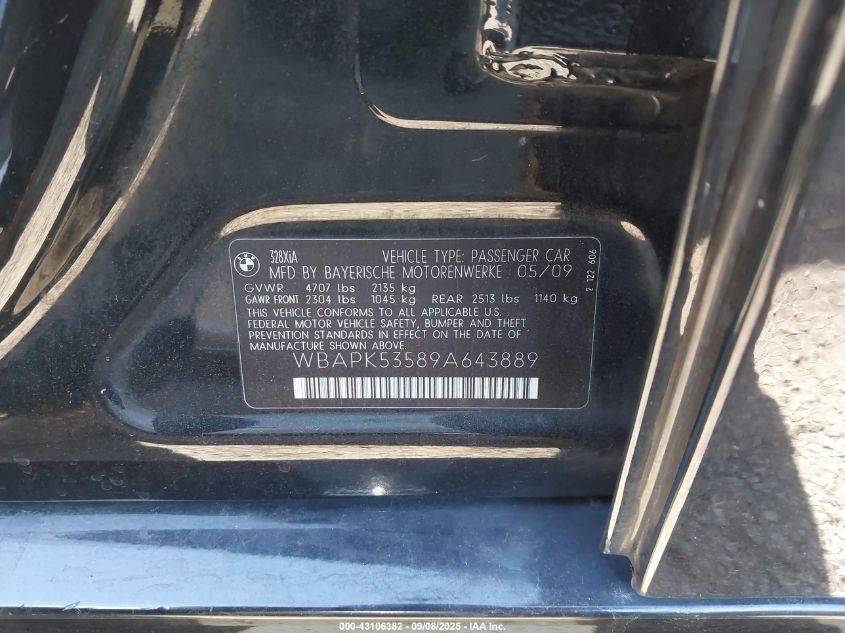 328XiA VEHICLE TYPE: PASSENGER CAR
MFD BY BAYERISCHE MOTORENWERKE 05/09
GVWR 4707 lbs 2135 kg
GAWR FRONT 2304 lbs 1045 kg REAR 2513 lbs 1140 kg
THIS VEHICLE CONFORMS TO ALL APPLICABLE U.S.
FEDERAL MOTOR VEHICLE SAFETY, BUMPER AND THEFT
PREVENTION STANDARDS IN EFFECT ON THE DATE OF
MANUFACTURE SHOWN ABOVE.
WBAPK53589A643889
2 122 606
000-43106382 - 09/08/2025 - IAA Inc.